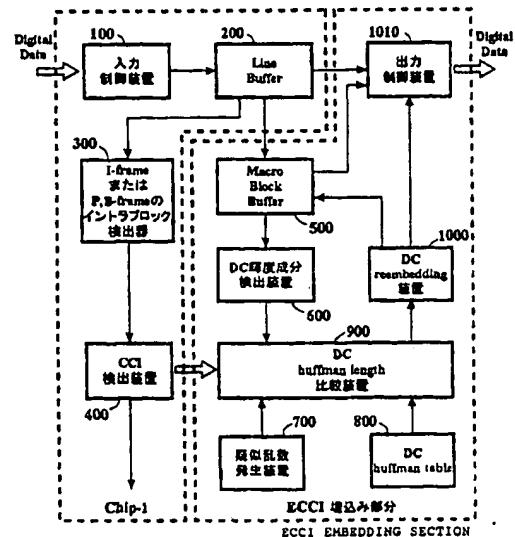 Digital
Data
100
入力
制御装置
200
Line
Buffer
1010
出力
制御装置
Digital
Data
300
I-frame
または
P,B-frameの
イントラブロック
検出器
Macro
Block
Buffer
500
DC輝度成分
検出装置
600
1000
DC
reembedding
装置
CCI
検出装置
400
900
DC
huffman length
比較装置
700
疑似乱数
発生装置
800
DC
huffman table
Chip-1
ECCI 埋込み部分
ECCI EMBEDDING SECTION